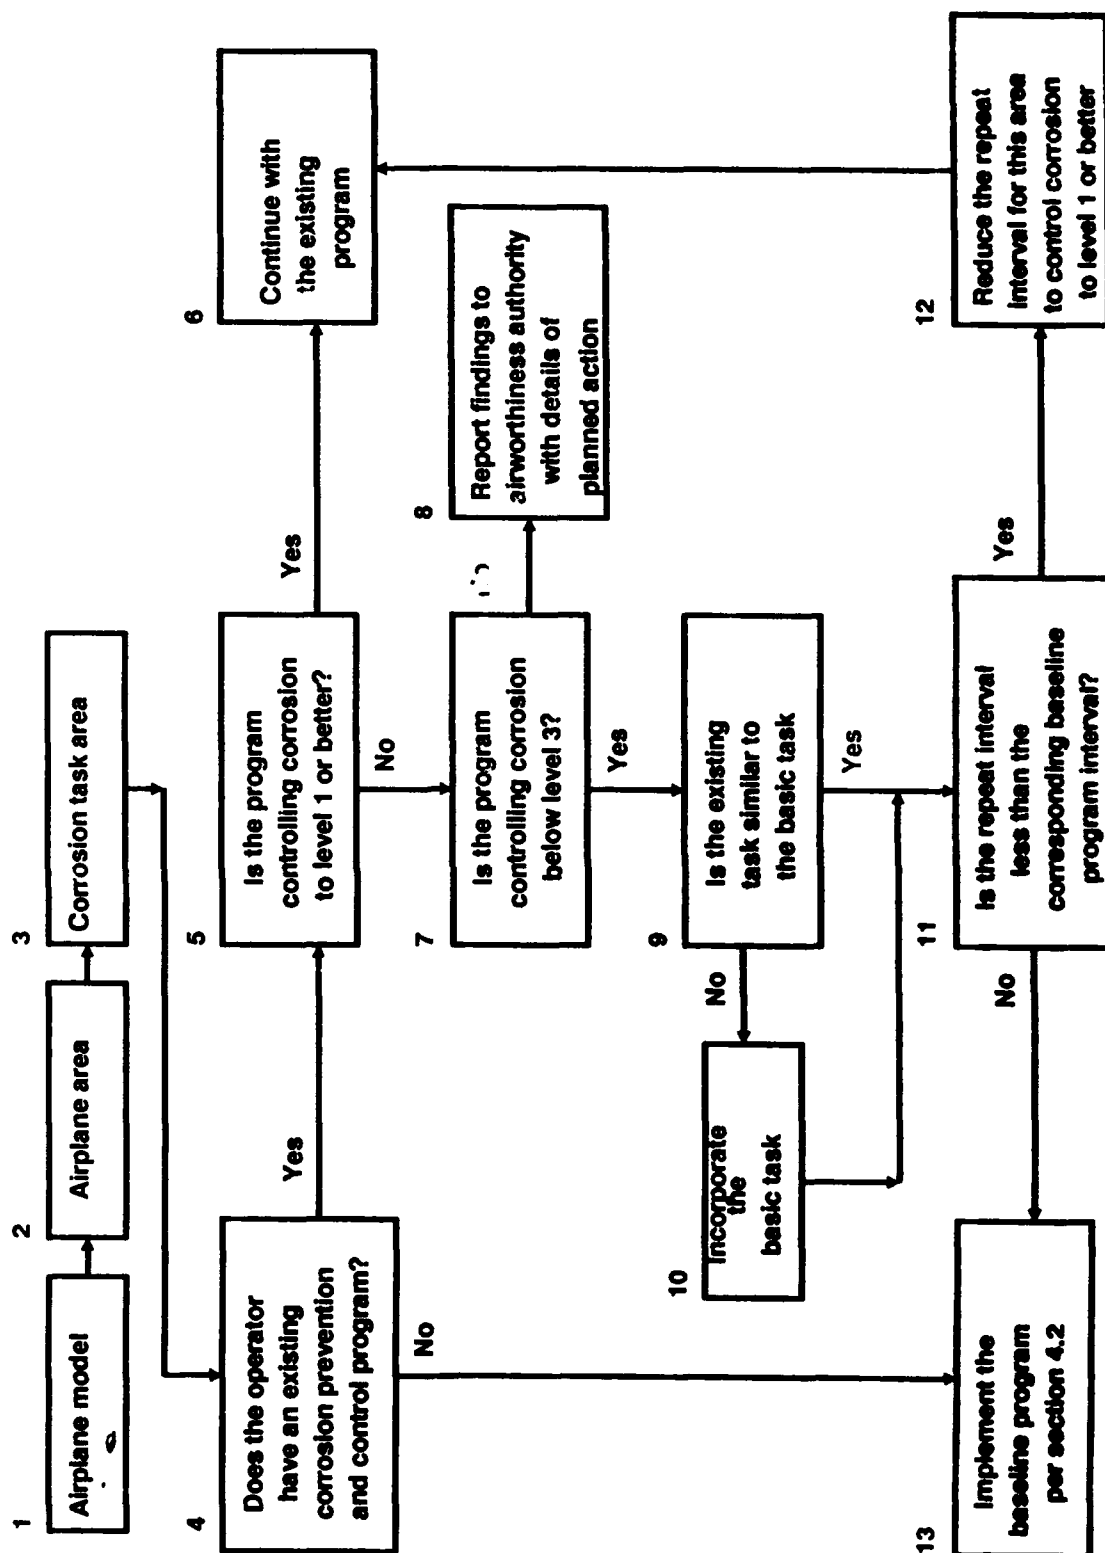 1
Airplane model
2
Airplane area
3
Corrosion task area
4
Does the operator
have an existing
corrosion prevention
and control program?
Yes
No
5
Is the program
controlling corrosion
to level 1 or better?
Yes
No
6
Continue with
the existing
program
7
Is the program
controlling corrosion
below level 3?
Yes
8
Report findings to
airworthiness authority
with details of
planned action
9
Is the existing
task similar to
the basic task
No
Yes
10
Incorporate
the
basic task
11
Is the repeat interval
less than the
corresponding baseline
program interval?
No
Yes
12
Reduce the repeat
interval for this area
to control corrosion
to level 1 or better
13
Implement the
baseline program
per section 4.2